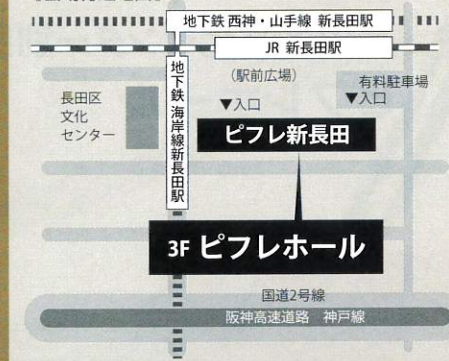 地下鉄 西神・山手線 新長田駅
JR 新長田駅
地下鉄 海岸線新長田駅
(駅前広場)
有料駐車場
▼入口
▼入口
長田区
文化
センター
ピフレ新長田
3F ピフレホール
国道2号線
阪神高速道路 神戸線